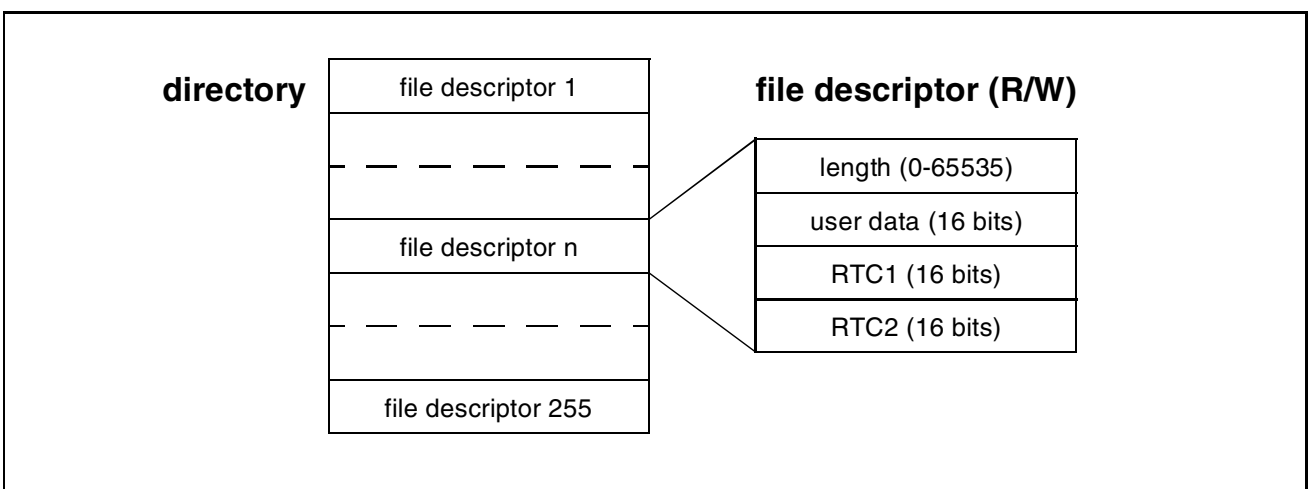 directory
file descriptor 1
file descriptor n
file descriptor 255
file descriptor (R/W)
length (0-65535)
user data (16 bits)
RTC1 (16 bits)
RTC2 (16 bits)